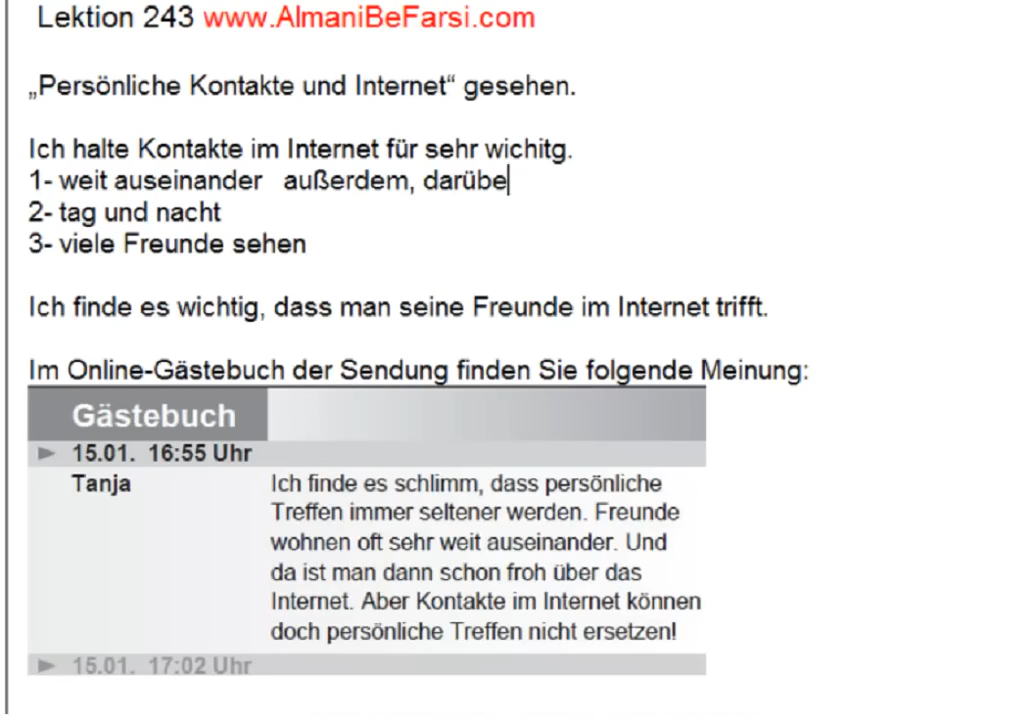 Lektion 243 www.AlmaniBeFarsi.com
„Persönliche Kontakte und Internet“ gesehen.
Ich halte Kontakte im Internet für sehr wichitg.
1- weit auseinander außerdem, darübe
2- tag und nacht
3- viele Freunde sehen
Ich finde es wichtig, dass man seine Freunde im Internet trifft.
Im Online-Gästebuch der Sendung finden Sie folgende Meinung:
Gästebuch
15.01. 16:55 Uhr
Tanja Ich finde es schlimm, dass persönliche
Treffen immer seltener werden. Freunde
wohnen oft sehr weit auseinander. Und
da ist man dann schon froh über das
Internet. Aber Kontakte im Internet können
doch persönliche Treffen nicht ersetzen!
15.01. 17:02 Uhr